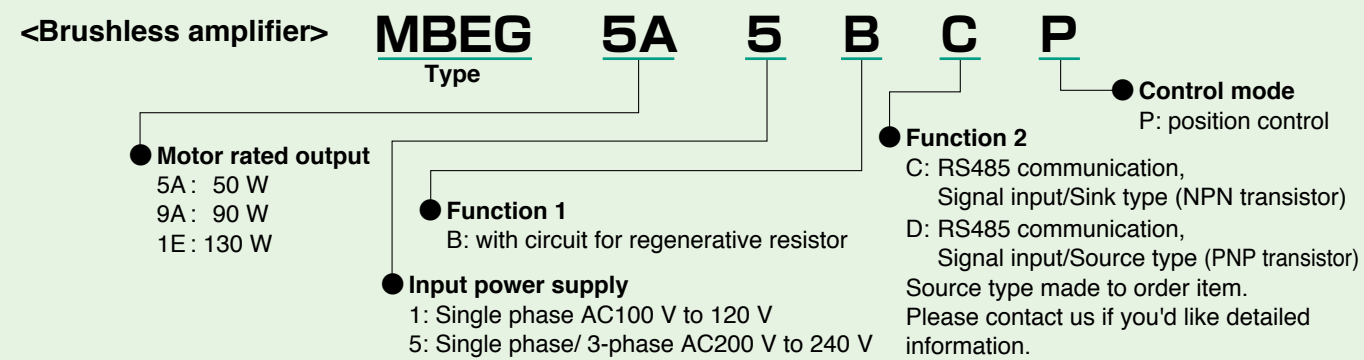 <Brushless amplifier> MBEG 5A 5 B C P
Type
Control mode
P: position control
Function 2
C: RS485 communication,
Signal input/Sink type (NPN transistor)
D: RS485 communication,
Signal input/Source type (PNP transistor)
Source type made to order item.
Please contact us if you'd like detailed
information.
Motor rated output
5A : 50 W
9A : 90 W
1E : 130 W
Function 1
B: with circuit for regenerative resistor
Input power supply
1: Single phase AC100 V to 120 V
5: Single phase/ 3-phase AC200 V to 240 V